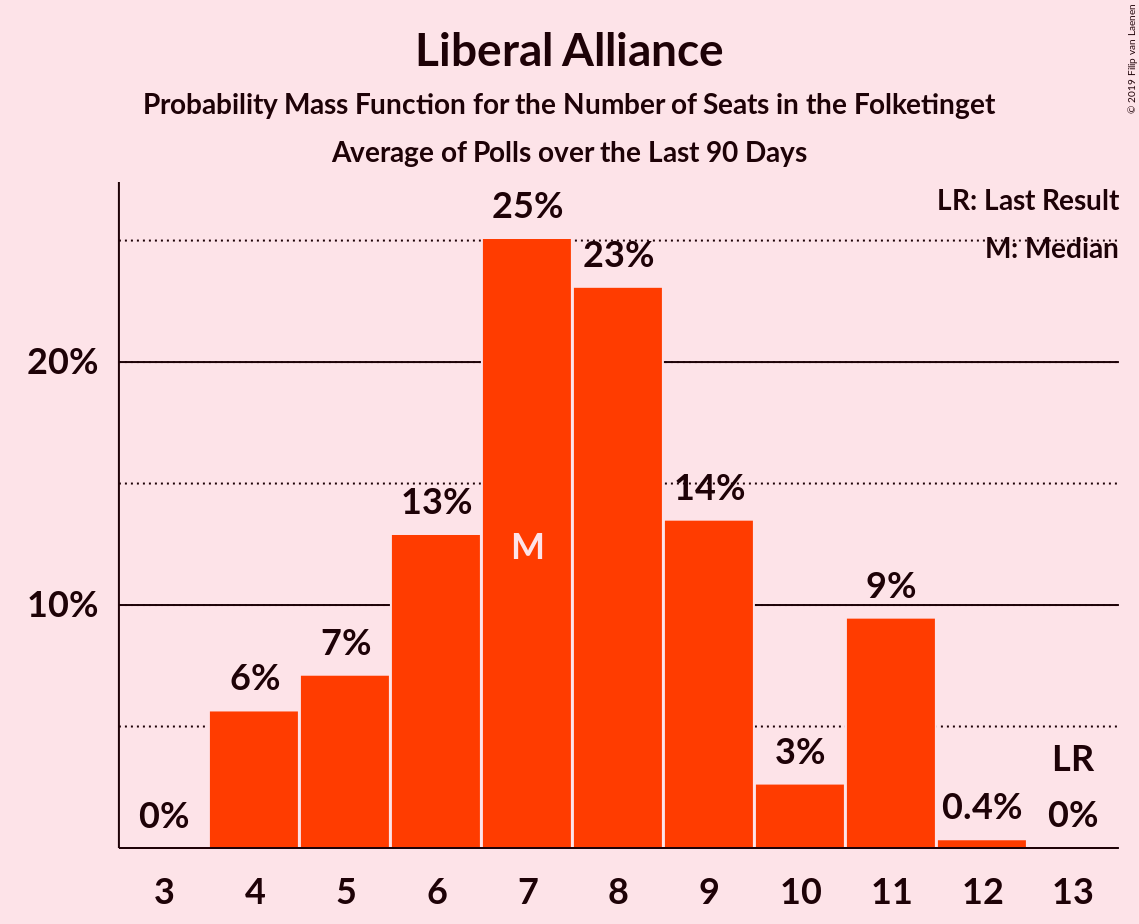 Liberal Alliance
Probability Mass Function for the Number of Seats in the Folketinget
Average of Polls over the Last 90 Days
© 2019 Filip van Laenen
LR: Last Result
M: Median
20%
10%
0%
6%
7%
13%
25%
M
23%
14%
3%
9%
0.4%
LR
0%
3 4 5 6 7 8 9 10 11 12 13